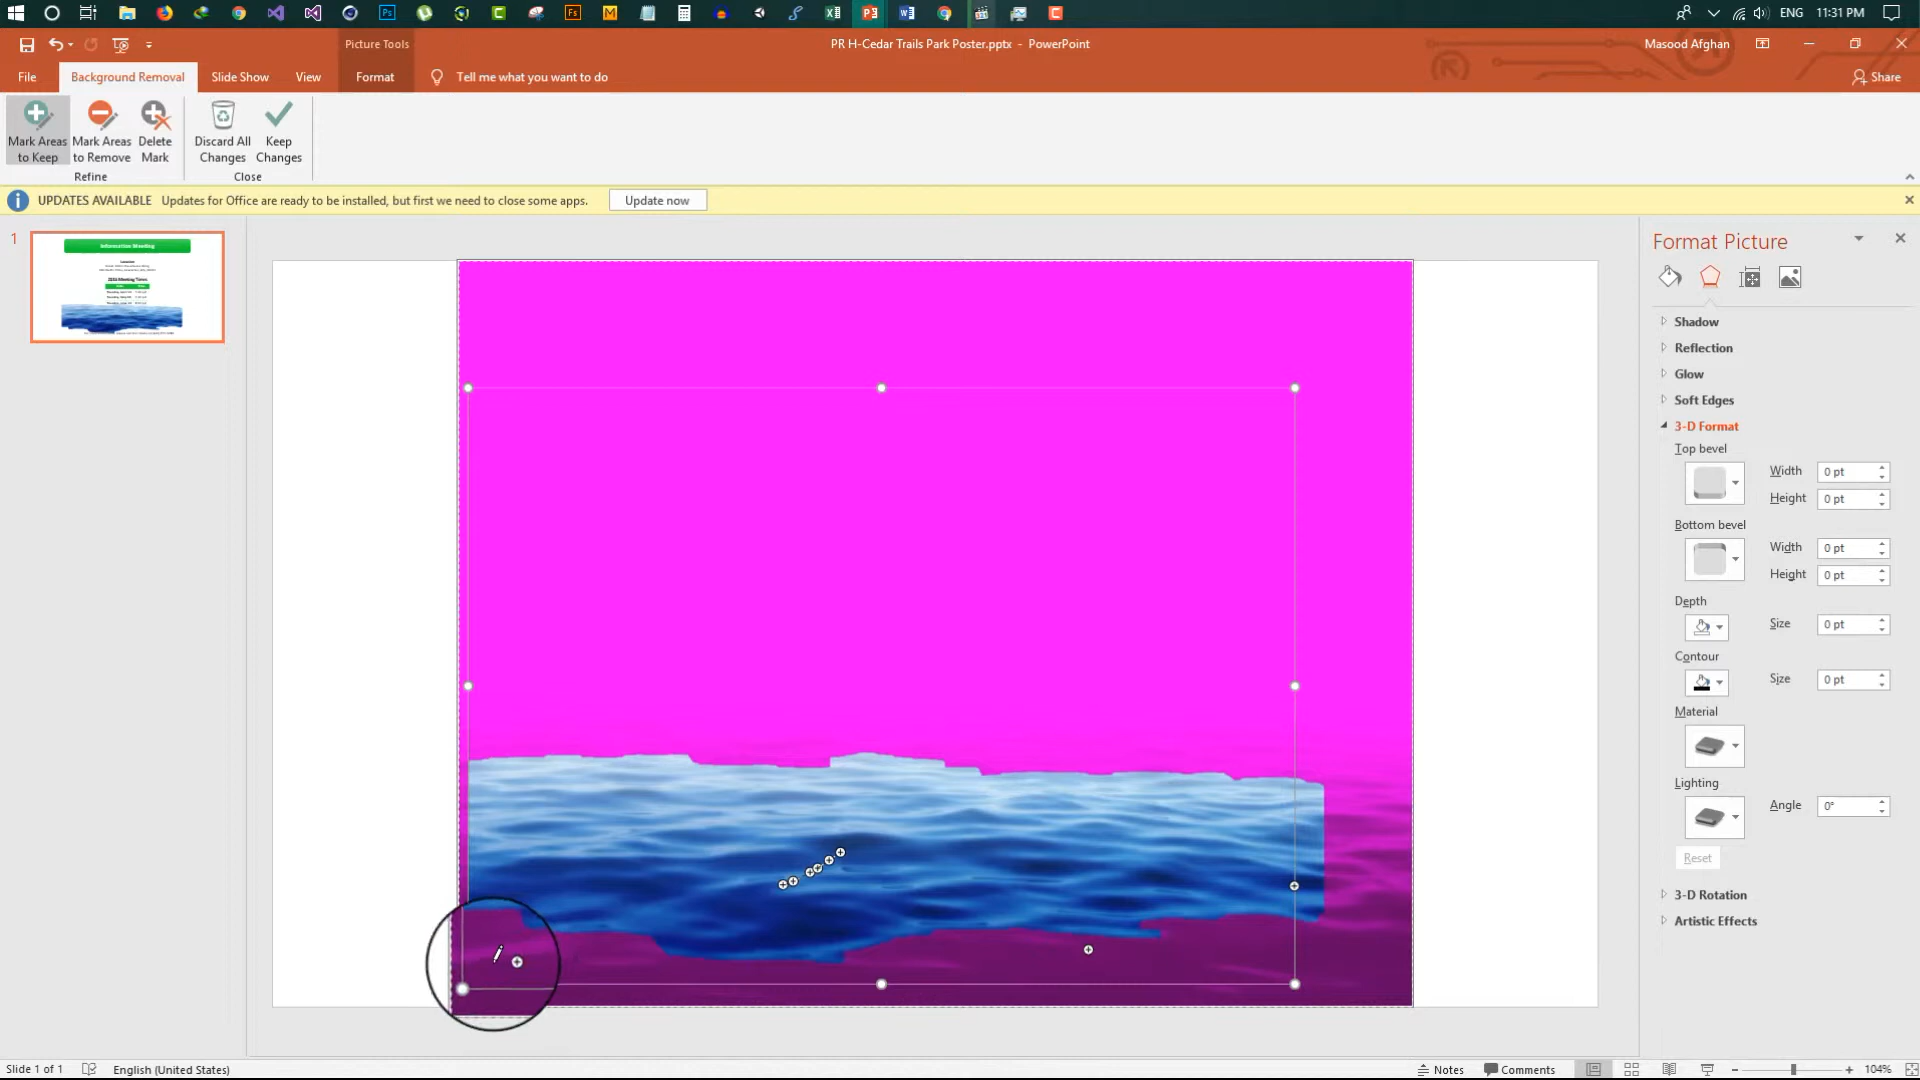 ENG
11:31 PM
Picture Tools
PR H-Cedar Trails Park Poster.pptx - PowerPoint
Masood Afghan
File
Background Removal
Slide Show
View
Format
Tell me what you want to do
Share
Mark Areas to Keep
Mark Areas to Remove
Delete Mark
Discard All Changes
Keep Changes
Refine
Close
UPDATES AVAILABLE Updates for Office are ready to be installed, but first we need to close some apps.
Update now
1
Information Meeting
Location
2016 Meeting Times
Format Picture
Shadow
Reflection
Glow
Soft Edges
3-D Format
Top bevel
Width 0 pt
Height 0 pt
Bottom bevel
Width 0 pt
Height 0 pt
Depth
Size 0 pt
Contour
Size 0 pt
Material
Lighting
Angle 0°
Reset
3-D Rotation
Artistic Effects
Slide 1 of 1
English (United States)
Notes
Comments
104%